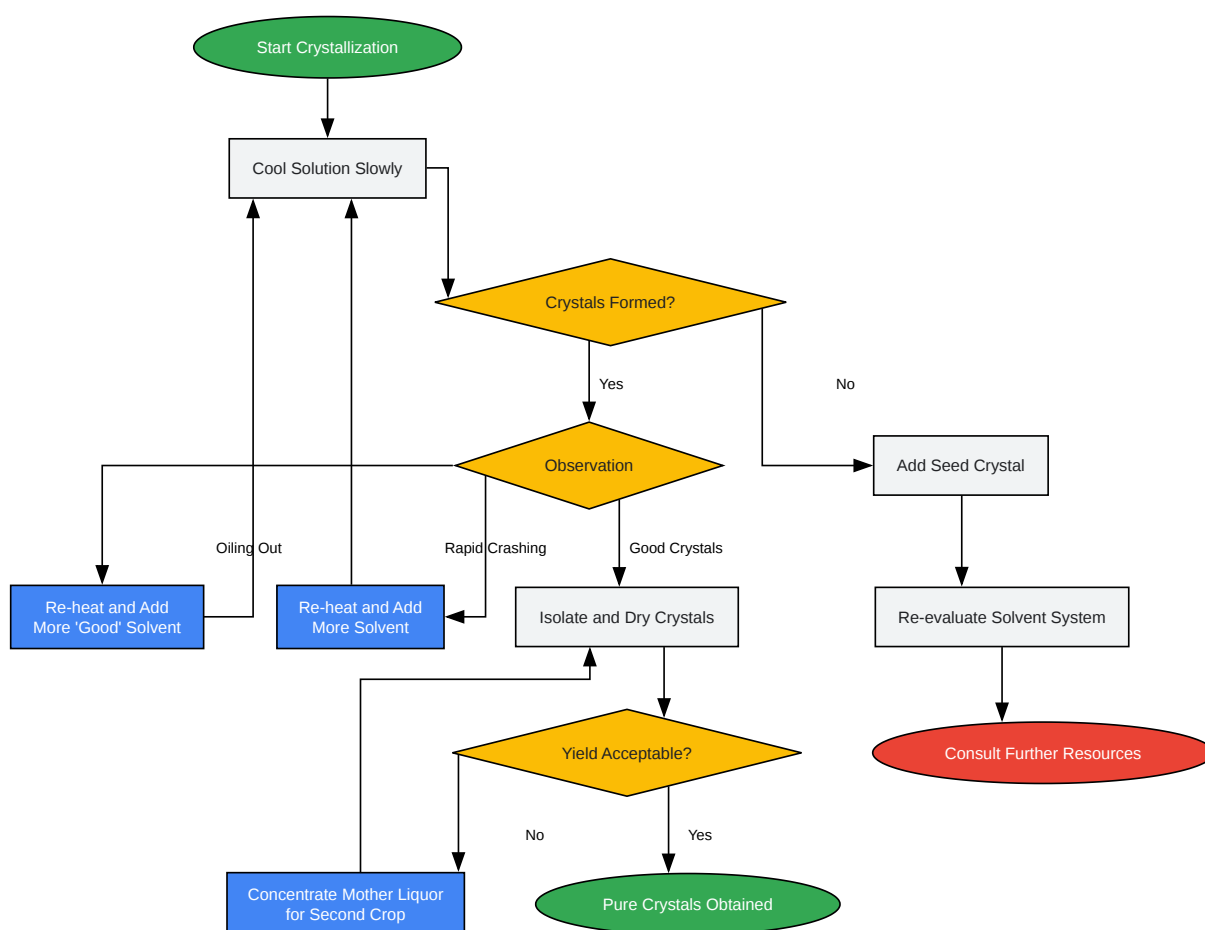 Start Crystallization
Cool Solution Slowly
Crystals Formed?
Yes
No
Observation
Add Seed Crystal
Oiling Out
Rapid Crashing
Good Crystals
Re-heat and Add
More 'Good' Solvent
Re-heat and Add
More Solvent
Isolate and Dry Crystals
Re-evaluate Solvent System
Yield Acceptable?
Consult Further Resources
No
Yes
Concentrate Mother Liquor
for Second Crop
Pure Crystals Obtained